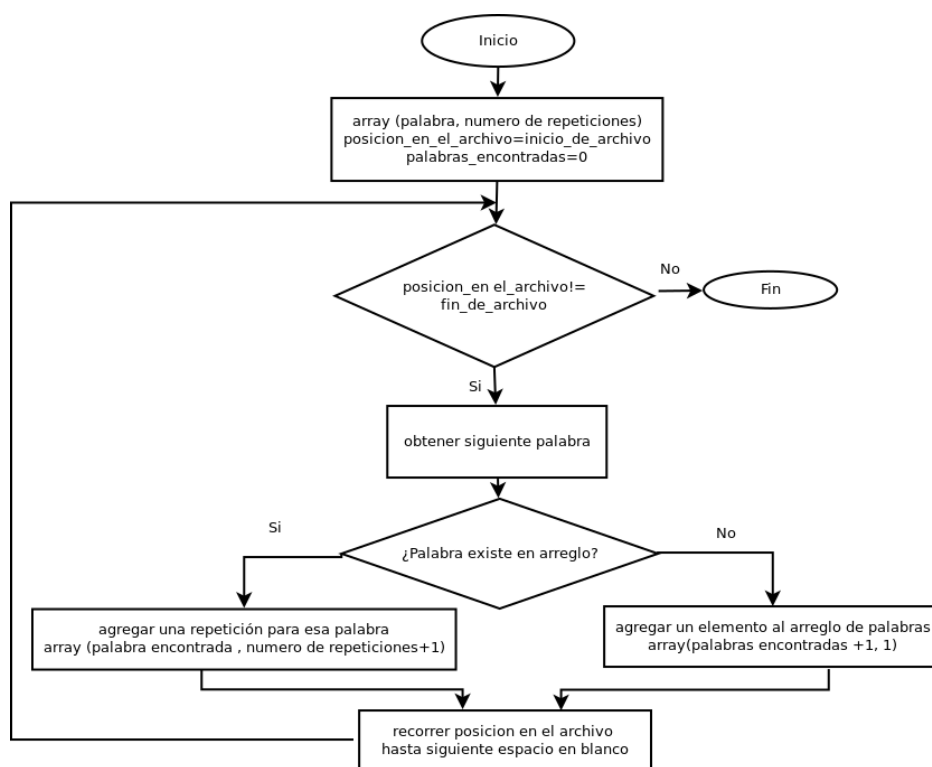 Inicio
array (palabra, numero de repeticiones)
posicion_en_el_archivo=inicio_de_archivo
palabras_encontradas=0
posicion_en el_archivo!=
fin_de_archivo
No
Fin
Si
obtener siguiente palabra
¿Palabra existe en arreglo?
Si
No
agregar una repetición para esa palabra
array (palabra encontrada , numero de repeticiones+1)
agregar un elemento al arreglo de palabras
array(palabras encontradas +1, 1)
recorrer posicion en el archivo
hasta siguiente espacio en blanco